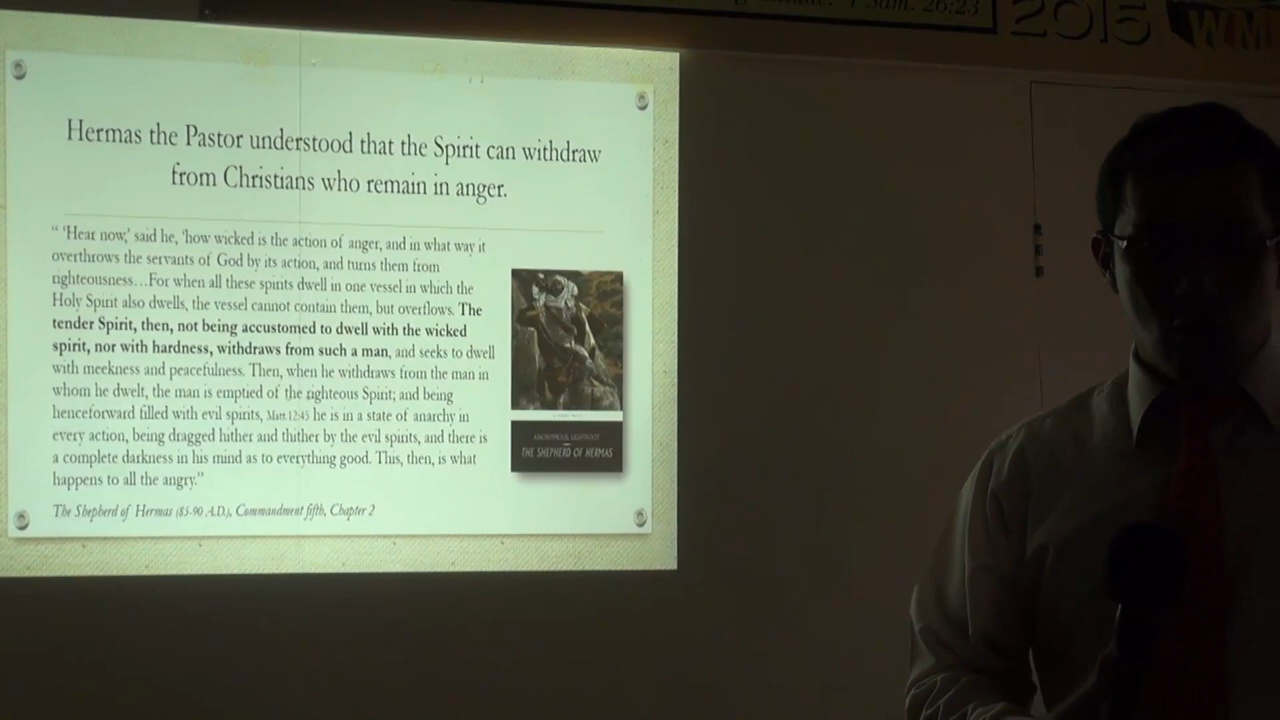 1 Sam. 26:23
2015
WM
Hermas the Pastor understood that the Spirit can withdraw
from Christians who remain in anger.
“ ‘Hear now,’ said he, ‘how wicked is the action of anger, and in what way it
overthrows the servants of God by its action, and turns them from
righteousness…For when all these spirits dwell in one vessel in which the
Holy Spirit also dwells, the vessel cannot contain them, but overflows. The
tender Spirit, then, not being accustomed to dwell with the wicked
spirit, nor with hardness, withdraws from such a man, and seeks to dwell
with meekness and peacefulness. Then, when he withdraws from the man in
whom he dwelt, the man is emptied of the righteous Spirit; and being
henceforward filled with evil spirits, Matt. 12:45 he is in a state of anarchy in
every action, being dragged hither and thither by the evil spirits, and there is
a complete darkness in his mind as to everything good. This, then, is what
happens to all the angry.”
ANONYMOUS, LIGHTFOOT
THE SHEPHERD OF HERMAS
The Shepherd of Hermas (85-90 A.D.), Commandment fifth, Chapter 2